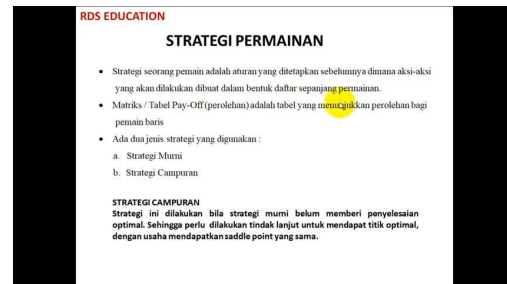 RDS EDUCATION
STRATEGI PERMAINAN
• Strategi seorang pemain adalah aturan yang ditetapkan sebelumnya dimana aksi-aksi
yang akan dilakukan dibuat dalam bentuk daftar sepanjang permainan.
• Matriks / Tabel Pay-Off (perolehan) adalah tabel yang menunjukkan perolehan bagi
pemain baris
• Ada dua jenis strategi yang digunakan :
a. Strategi Murni
b. Strategi Campuran
STRATEGI CAMPURAN
Strategi ini dilakukan bila strategi murni belum memberi penyelesaian
optimal. Sehingga perlu dilakukan tindak lanjut untuk mendapat titik optimal,
dengan usaha mendapatkan saddle point yang sama.